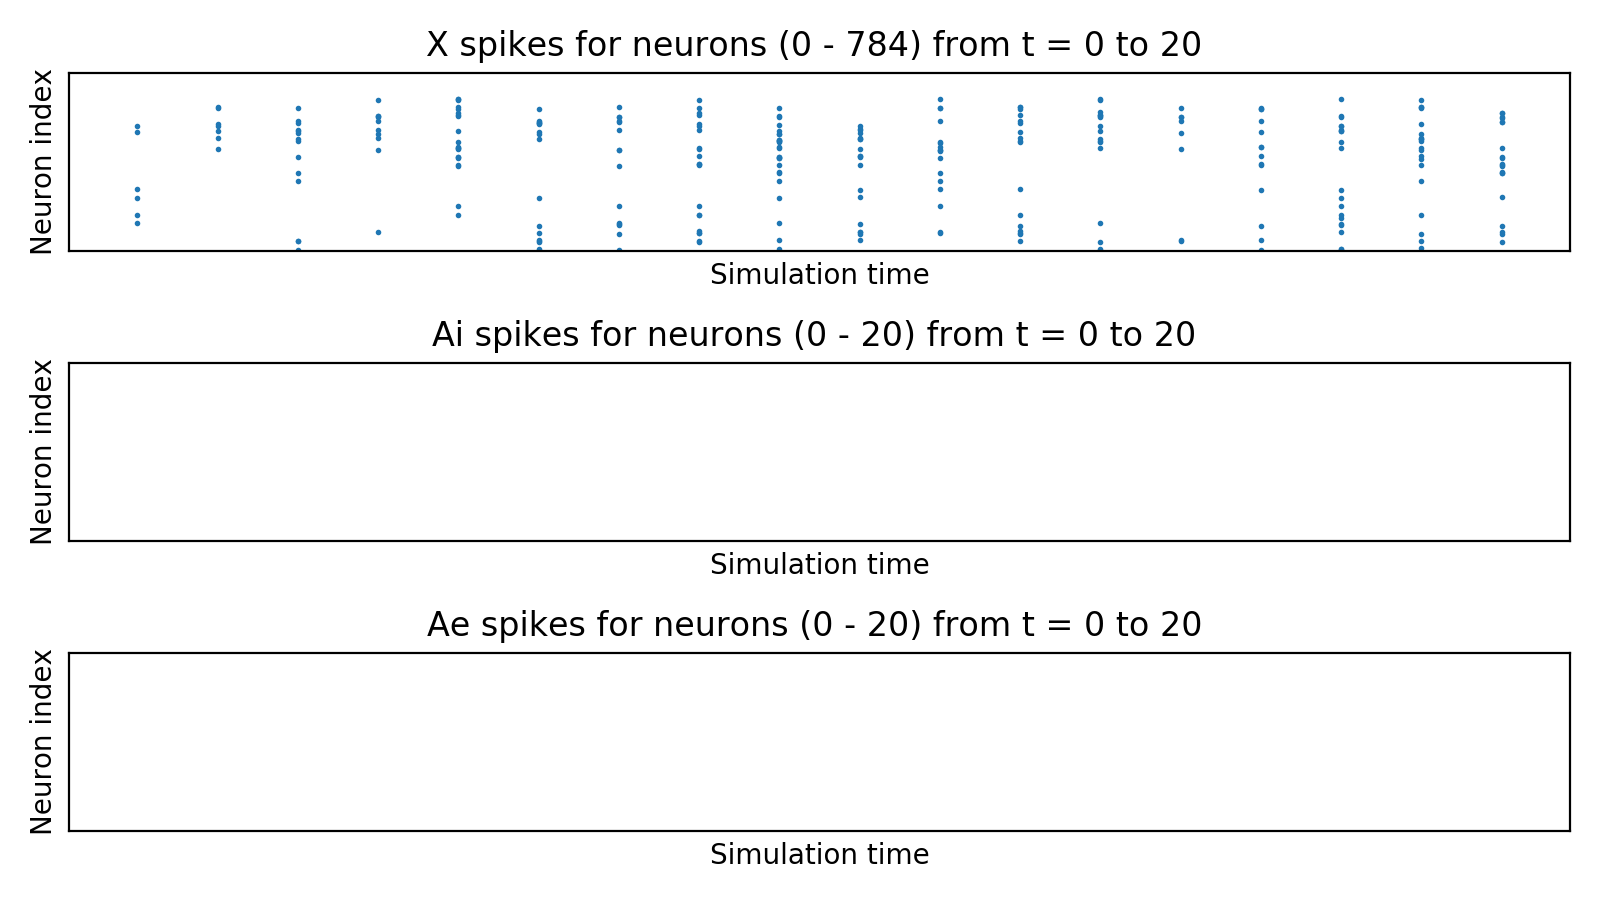 X spikes for neurons (0 - 784) from t = 0 to 20
Neuron index
Simulation time
Ai spikes for neurons (0 - 20) from t = 0 to 20
Neuron index
Simulation time
Ae spikes for neurons (0 - 20) from t = 0 to 20
Neuron index
Simulation time